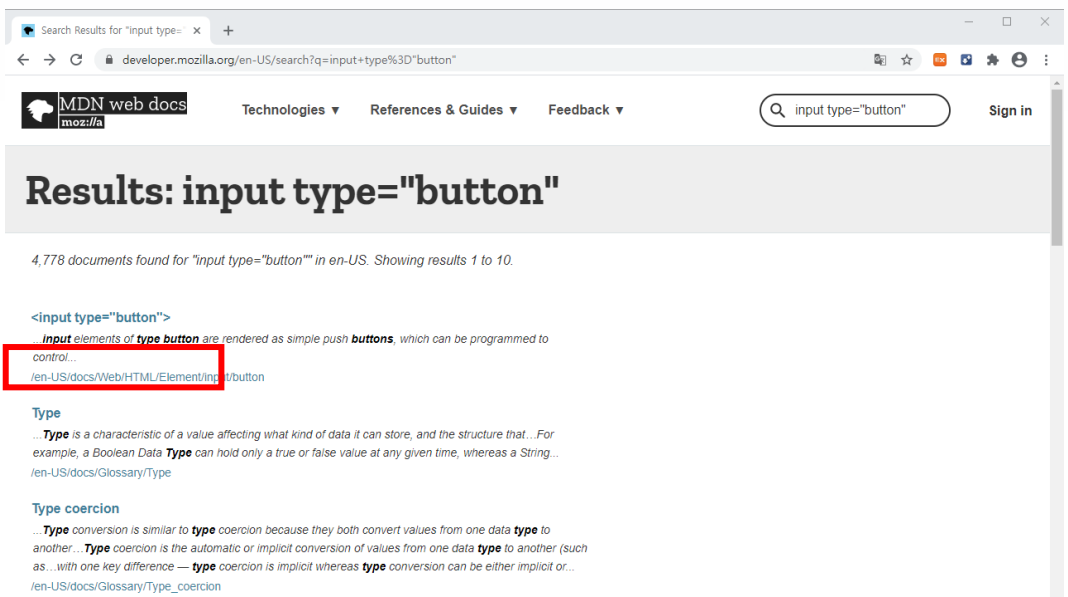 Search Results for "input type="
developer.mozilla.org/en-US/search?q=input+type%3D"button"
MDN web docs
moz://a
Technologies ▼
References & Guides ▼
Feedback ▼
input type="button"
Sign in
Results: input type="button"
4,778 documents found for "input type="button"" in en-US. Showing results 1 to 10.
<input type="button">
...input elements of type button are rendered as simple push buttons, which can be programmed to
control...
/en-US/docs/Web/HTML/Element/input/button
Type
...Type is a characteristic of a value affecting what kind of data it can store, and the structure that…For
example, a Boolean Data Type can hold only a true or false value at any given time, whereas a String...
/en-US/docs/Glossary/Type
Type coercion
...Type conversion is similar to type coercion because they both convert values from one data type to
another…Type coercion is the automatic or implicit conversion of values from one data type to another (such
as…with one key difference — type coercion is implicit whereas type conversion can be either implicit or...
/en-US/docs/Glossary/Type_coercion